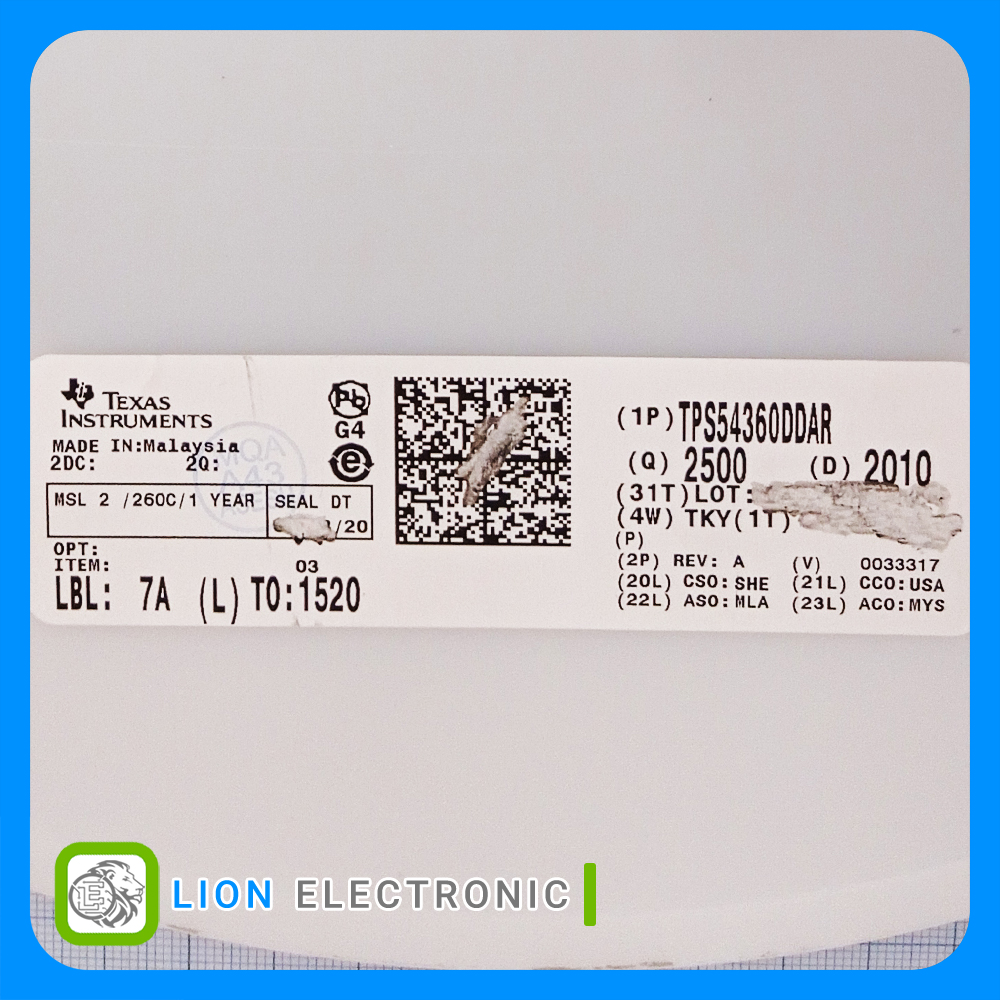 TEXAS
INSTRUMENTS
MADE IN:Malaysia
2DC: 2Q:
MSL 2 /260C/1 YEAR
SEAL DT
/20
OPT:
ITEM: 03
LBL: 7A (L) TO:1520
Pb
G4
e
MQA
A43
(1P) TPS54360DDAR
(Q) 2500 (D) 2010
(31T)LOT:
(4W) TKY(1T)
(P)
(2P) REV: A (V) 0033317
(20L) CSO:SHE (21L) CCO:USA
(22L) ASO:MLA (23L) ACO:MYS
LION ELECTRONIC